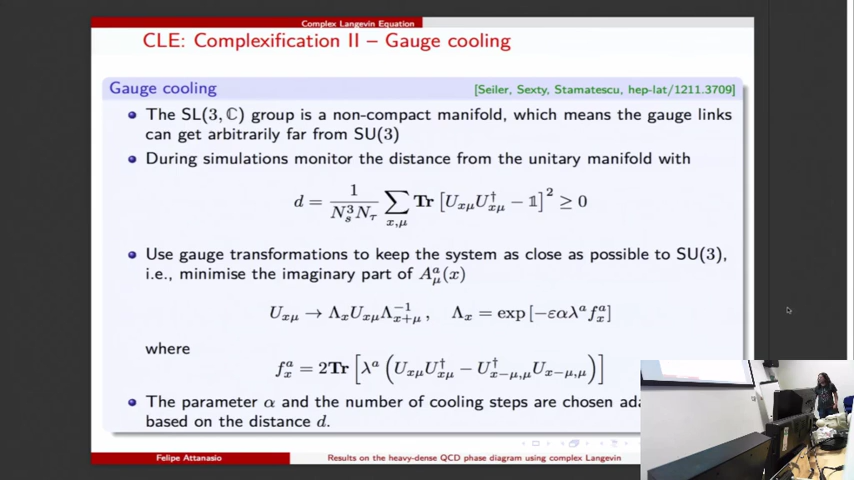 Complex Langevin Equation
CLE: Complexification II – Gauge cooling
Gauge cooling [Seiler, Sexty, Stamatescu, hep-lat/1211.3709]
The SL(3, ℂ) group is a non-compact manifold, which means the gauge links
can get arbitrarily far from SU(3)
During simulations monitor the distance from the unitary manifold with
d = \frac{1}{N_s^3 N_τ} \sum_{x,μ} Tr [U_{xμ} U_{xμ}^† − 𝟙]^2 ≥ 0
Use gauge transformations to keep the system as close as possible to SU(3),
i.e., minimise the imaginary part of A_μ^a(x)
U_{xμ} → Λ_x U_{xμ} Λ_{x+μ}^{−1} , Λ_x = exp [−εαλ^a f_x^a]
where
f_x^a = 2Tr [λ^a (U_{xμ} U_{xμ}^† − U_{x−μ,μ}^† U_{x−μ,μ})]
The parameter α and the number of cooling steps are chosen
based on the distance d.
Felipe Attanasio Results on the heavy-dense QCD phase diagram using complex Langevin